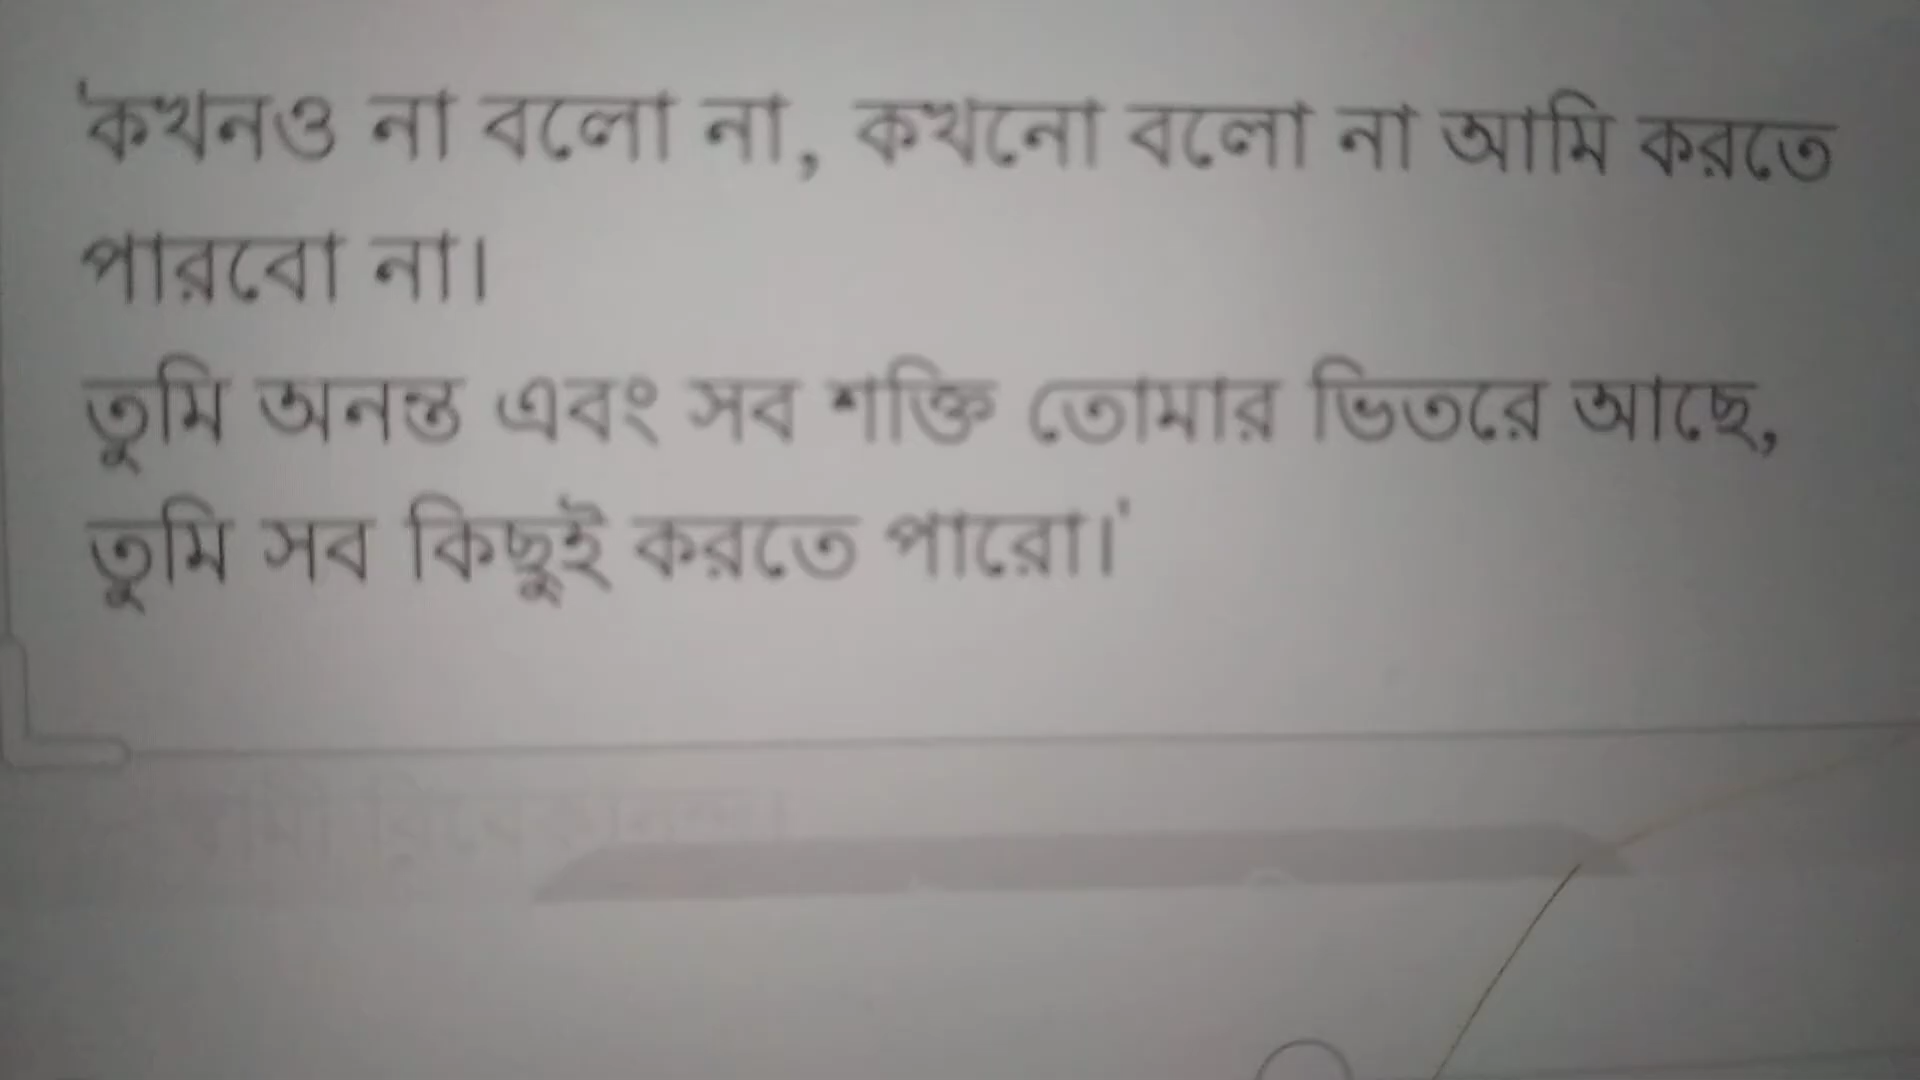 'কখনও না বলো না, কখনো বলো না আমি করতে
পারবো না।
তুমি অনন্ত এবং সব শক্তি তোমার ভিতরে আছে,
তুমি সব কিছুই করতে পারো।'